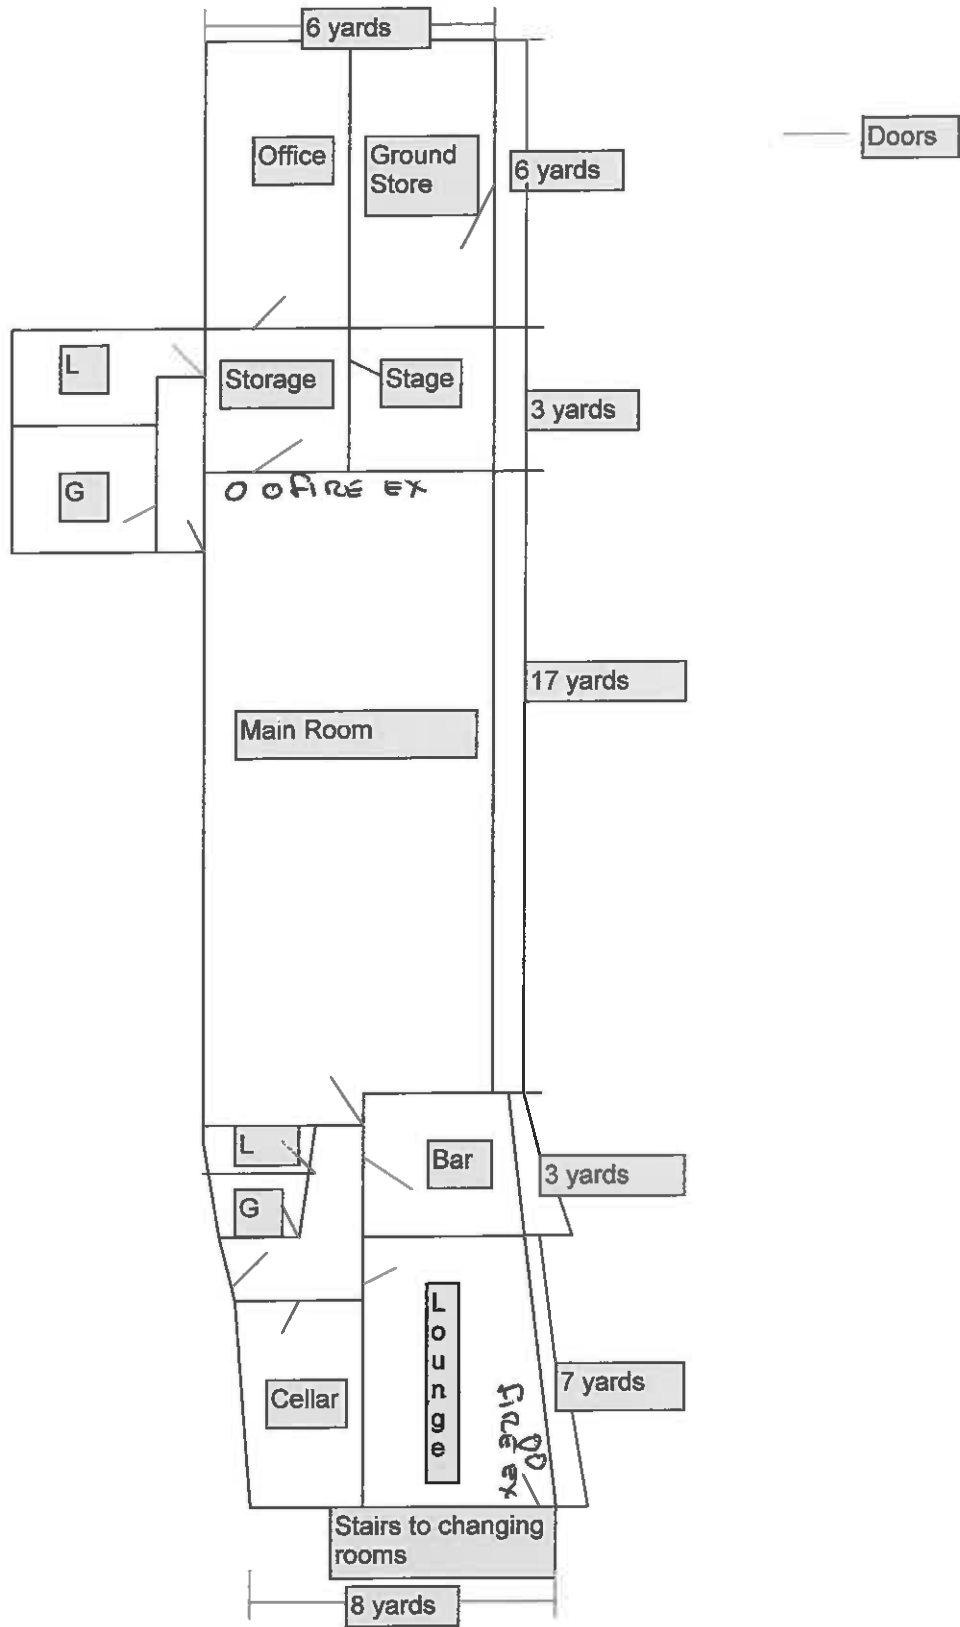 6 yards
Doors
Office
Ground
Store
6 yards
L
Storage
Stage
3 yards
G
O O FIRE EX
17 yards
Main Room
L
Bar
3 yards
G
Lounge
Cellar
7 yards
FIRE EX
Stairs to changing
rooms
8 yards